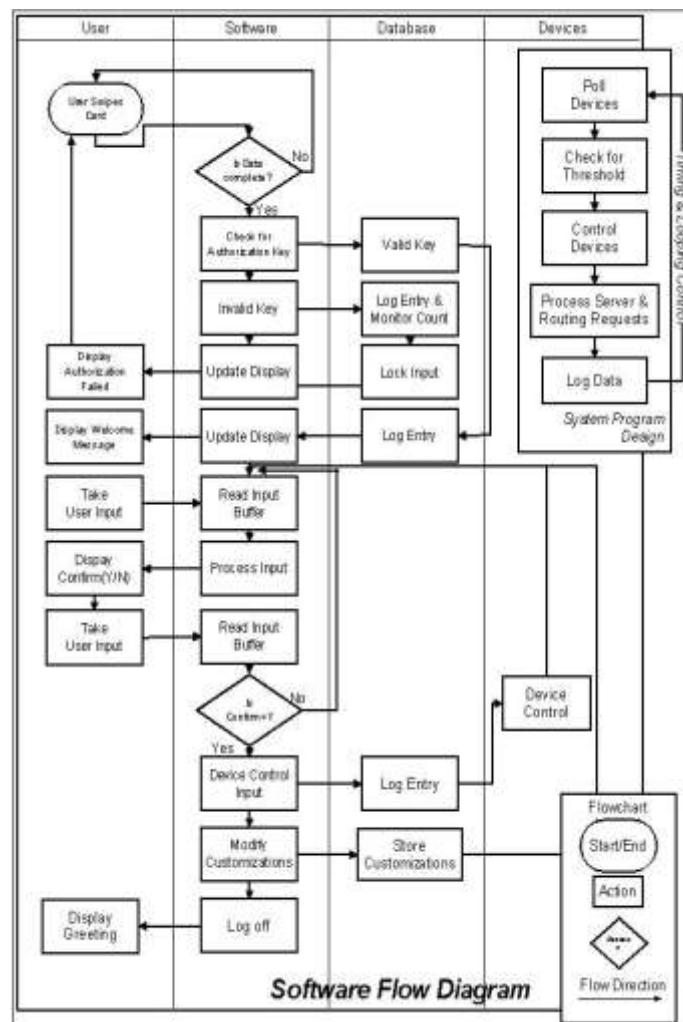 User
Software
Database
Devices
User Swipes
Card
Is Data
complete?
No
Yes
Check for
Authorization Key
Valid Key
Invalid Key
Log Entry &
Monitor Count
Display
Authorization
Failed
Update Display
Lock Input
Display Welcome
Message
Update Display
Log Entry
Take
User Input
Read Input
Buffer
Display
Confirm(Y/N)
Process Input
Take
User Input
Read Input
Buffer
Is
Confirm=Y
No
Yes
Device Control
Input
Log Entry
Device
Control
Modify
Customizations
Store
Customizations
Display
Greeting
Log off
Poll
Devices
Check for
Threshold
Control
Devices
Process Server &
Routing Requests
Log Data
Timing & Looping Control
System Program
Design
Flowchart
Start/End
Action
Flow Direction
Software Flow Diagram